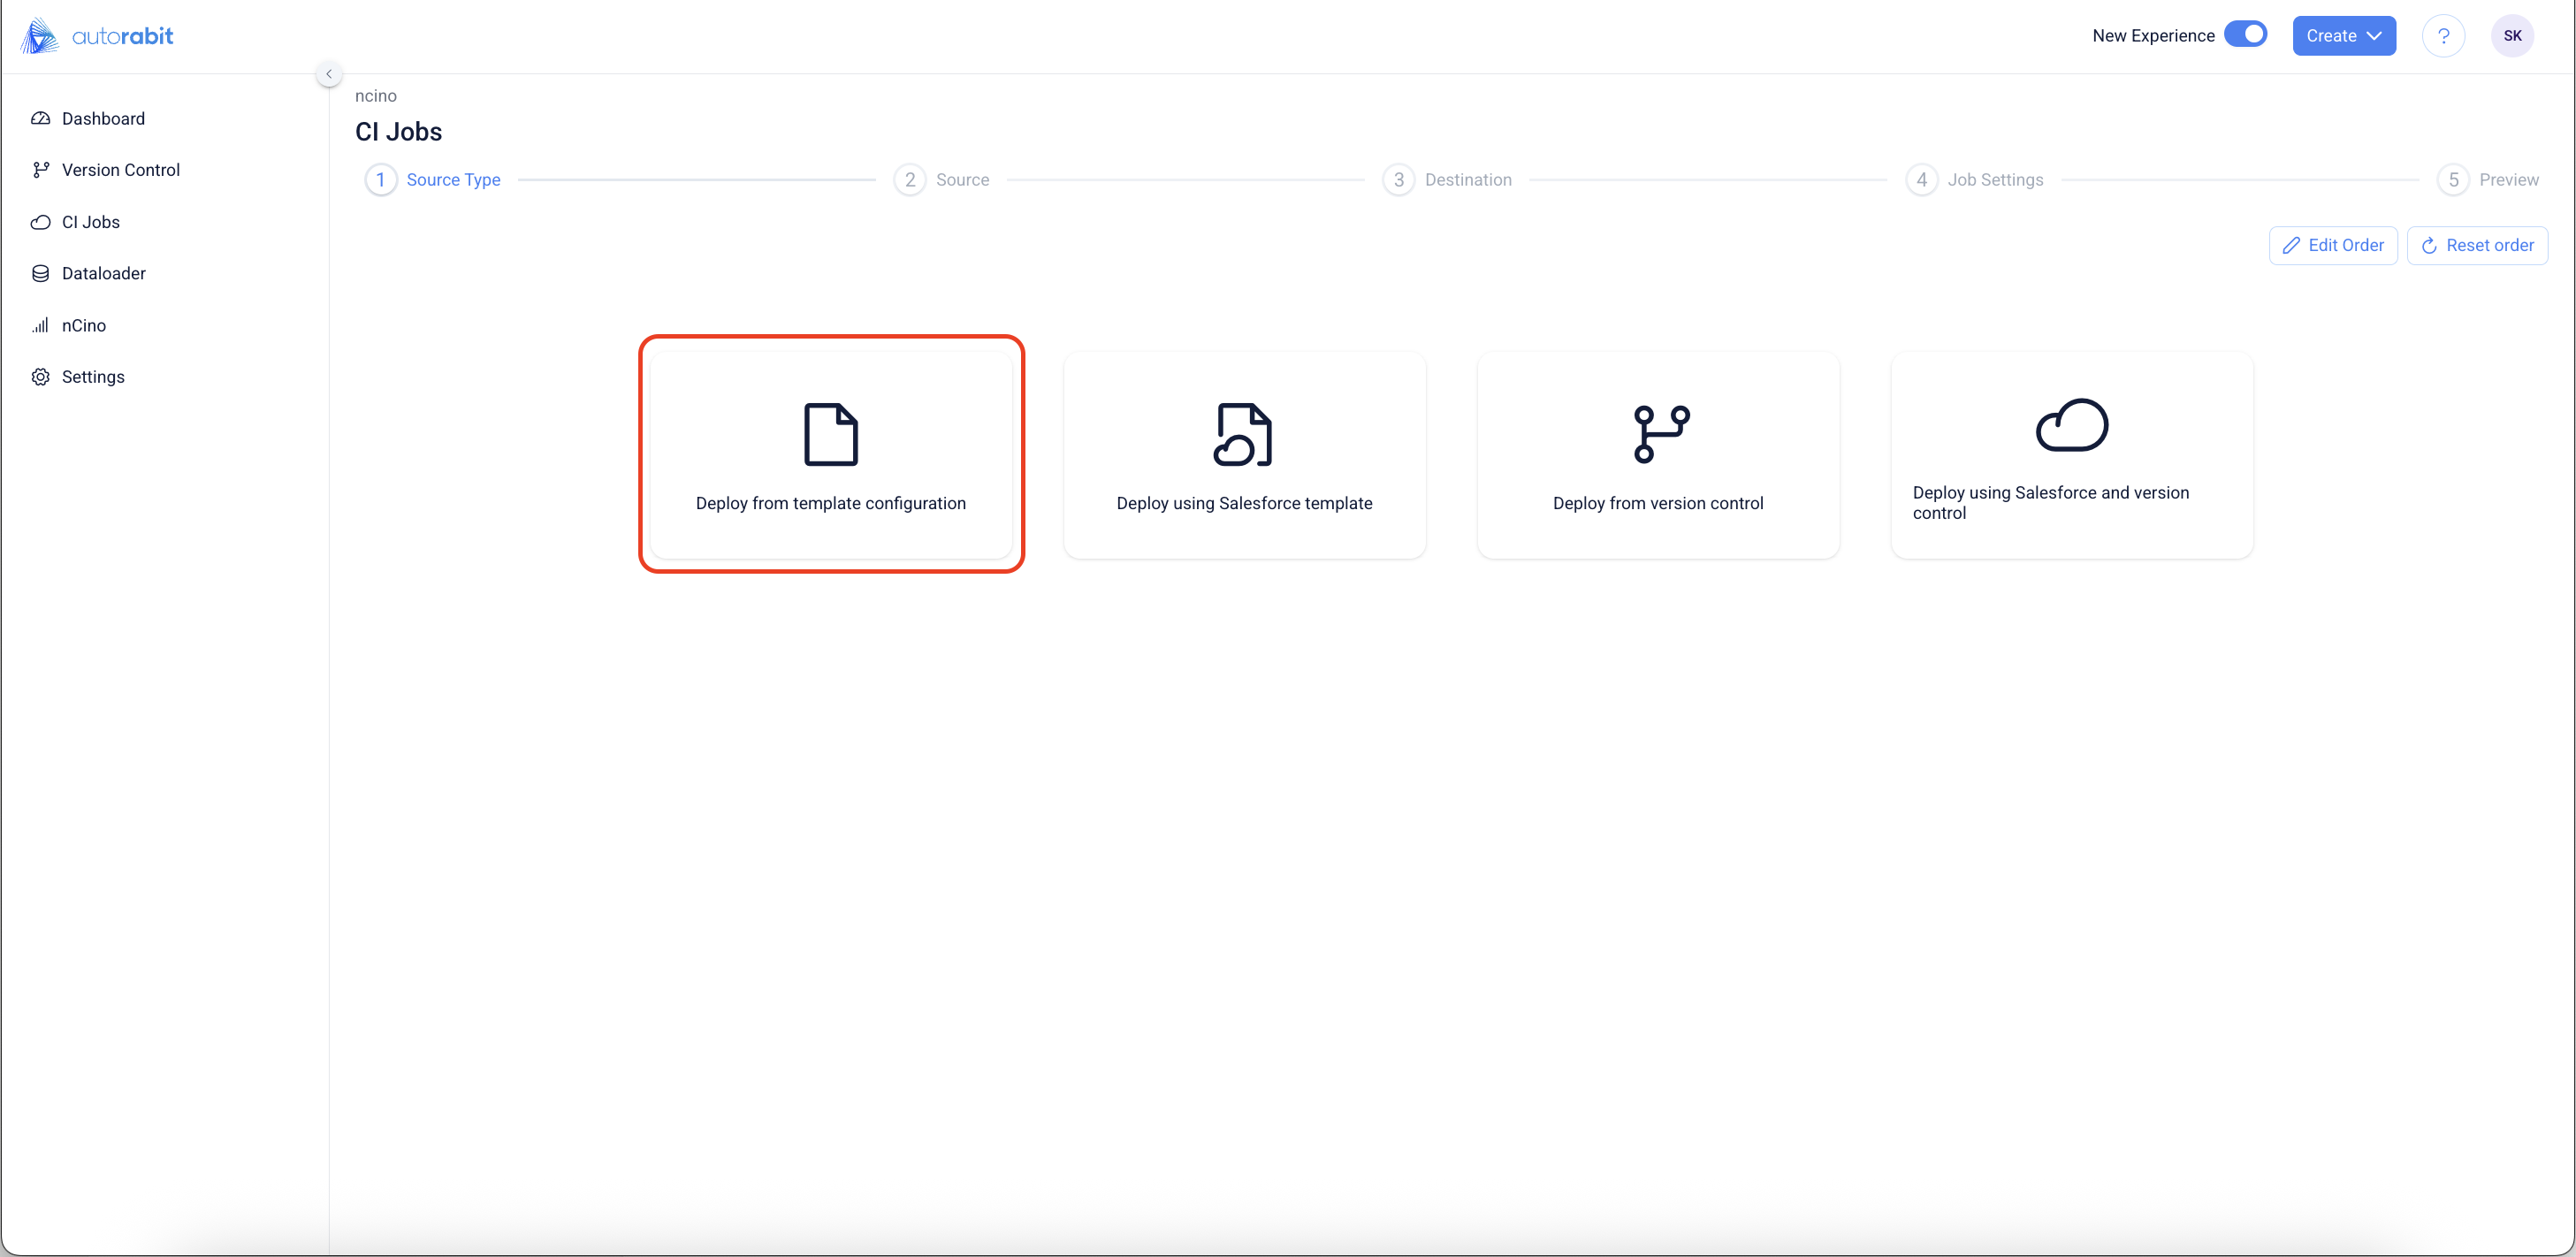 autorabit
New Experience
Create
?
SK
Dashboard
Version Control
CI Jobs
Dataloader
nCino
Settings
ncino
CI Jobs
1 Source Type
2 Source
3 Destination
4 Job Settings
5 Preview
Edit Order
Reset order
Deploy from template configuration
Deploy using Salesforce template
Deploy from version control
Deploy using Salesforce and version
control